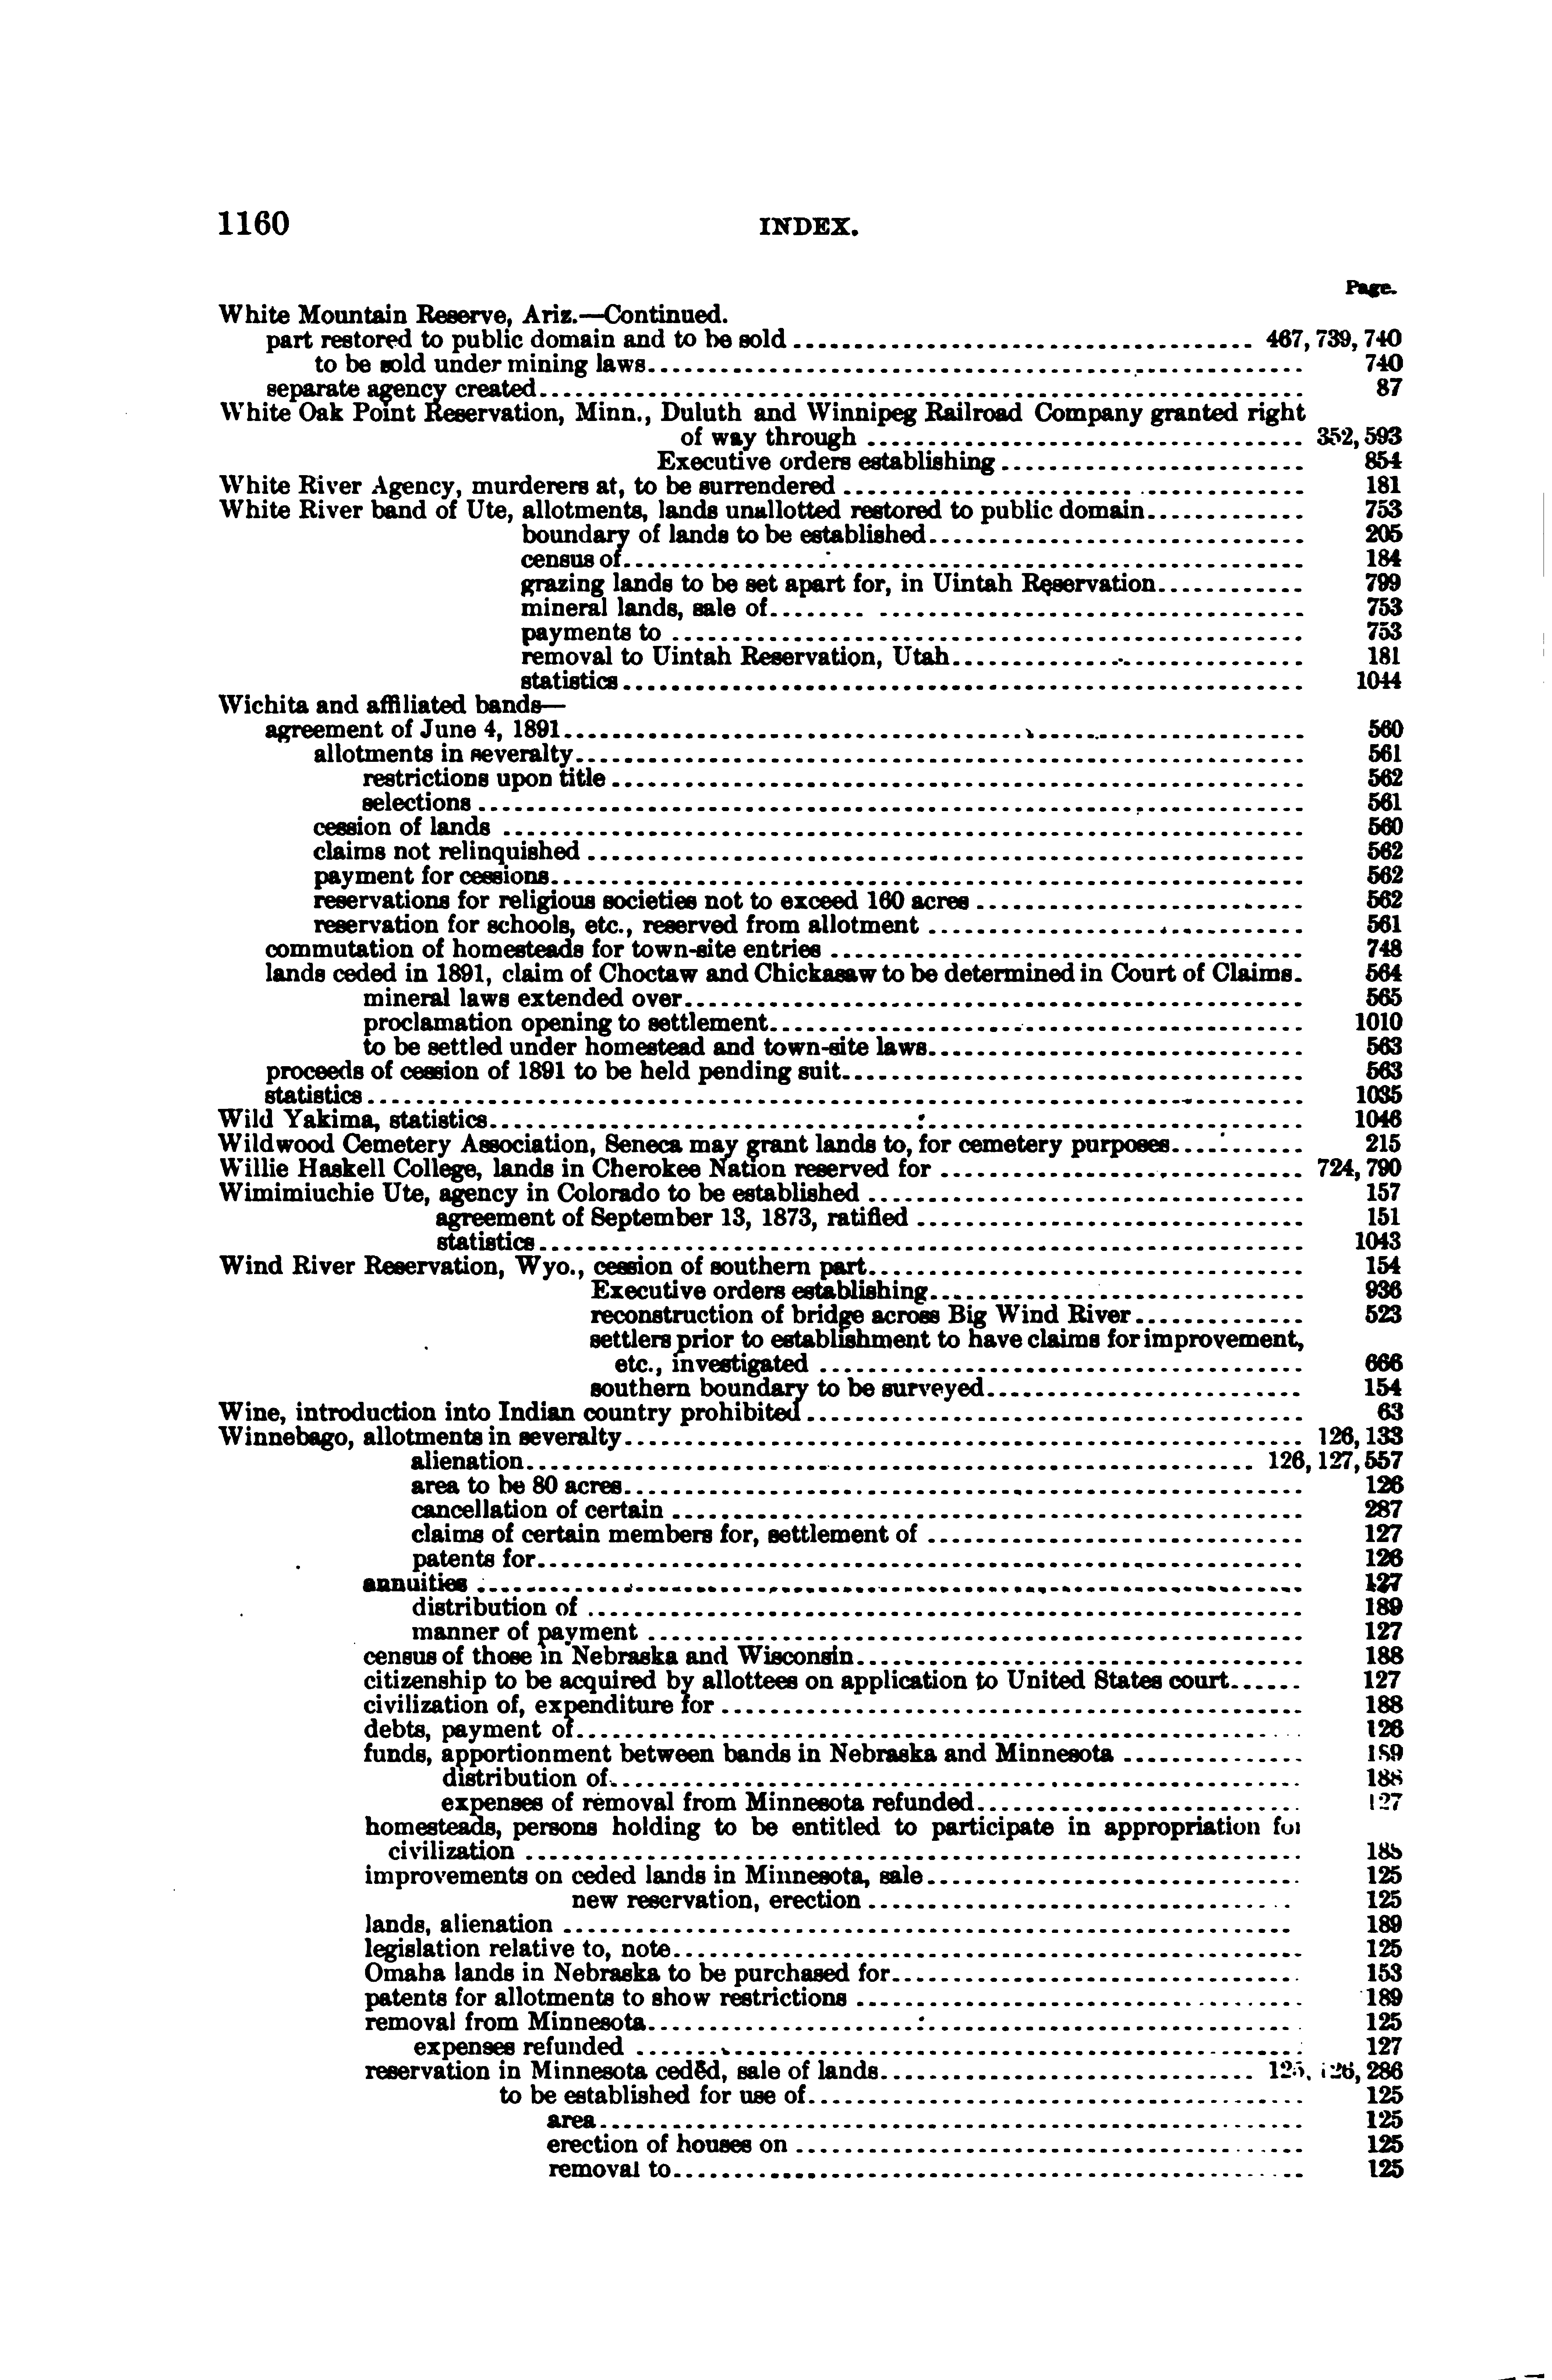 1160 INDEX.
Page.
White Mountain Reserve, Ariz.—Continued.
part restored to public domain and to be sold 467, 739, 740
to be sold under mining laws 740
separate agency created 87
White Oak Point Reservation, Minn., Duluth and Winnipeg Railroad Company granted right
of way through 352, 593
Executive orders establishing 854
White River Agency, murderers at, to be surrendered 181
White River band of Ute, allotments, lands unallotted restored to public domain 753
boundary of lands to be established 205
census of 184
grazing lands to be set apart for, in Uintah Reservation 799
mineral lands, sale of 753
payments to 753
removal to Uintah Reservation, Utah 181
statistics 1044
Wichita and affiliated bands—
agreement of June 4, 1891 560
allotments in severalty 561
restrictions upon title 562
selections 561
cession of lands 560
claims not relinquished 562
payment for cessions 562
reservations for religious societies not to exceed 160 acres 562
reservation for schools, etc., reserved from allotment 561
commutation of homesteads for town-site entries 748
lands ceded in 1891, claim of Choctaw and Chickasaw to be determined in Court of Claims. 564
mineral laws extended over 565
proclamation opening to settlement 1010
to be settled under homestead and town-site laws 563
proceeds of cession of 1891 to be held pending suit 563
statistics 1035
Wild Yakima, statistics 1046
Wildwood Cemetery Association, Seneca may grant lands to, for cemetery purposes 215
Willie Haskell College, lands in Cherokee Nation reserved for 724, 790
Wimimiuchie Ute, agency in Colorado to be established 157
agreement of September 13, 1873, ratified 151
statistics 1043
Wind River Reservation, Wyo., cession of southern part 154
Executive orders establishing 936
reconstruction of bridge across Big Wind River 523
settlers prior to establishment to have claims for improvement,
etc., investigated 666
southern boundary to be surveyed 154
Wine, introduction into Indian country prohibited 63
Winnebago, allotments in severalty 126, 133
alienation 126, 127, 557
area to be 80 acres 126
cancellation of certain 287
claims of certain members for, settlement of 127
patents for 126
annuities 127
distribution of 189
manner of payment 127
census of those in Nebraska and Wisconsin 188
citizenship to be acquired by allottees on application to United States court 127
civilization of, expenditure for 188
debts, payment of 126
funds, apportionment between bands in Nebraska and Minnesota 189
distribution of 188
expenses of removal from Minnesota refunded 127
homesteads, persons holding to be entitled to participate in appropriation for
civilization 188
improvements on ceded lands in Minnesota, sale 125
new reservation, erection 125
lands, alienation 189
legislation relative to, note 125
Omaha lands in Nebraska to be purchased for 153
patents for allotments to show restrictions 189
removal from Minnesota 125
expenses refunded 127
reservation in Minnesota ceded, sale of lands 125, 126, 286
to be established for use of 125
area 125
erection of houses on 125
removal to 125